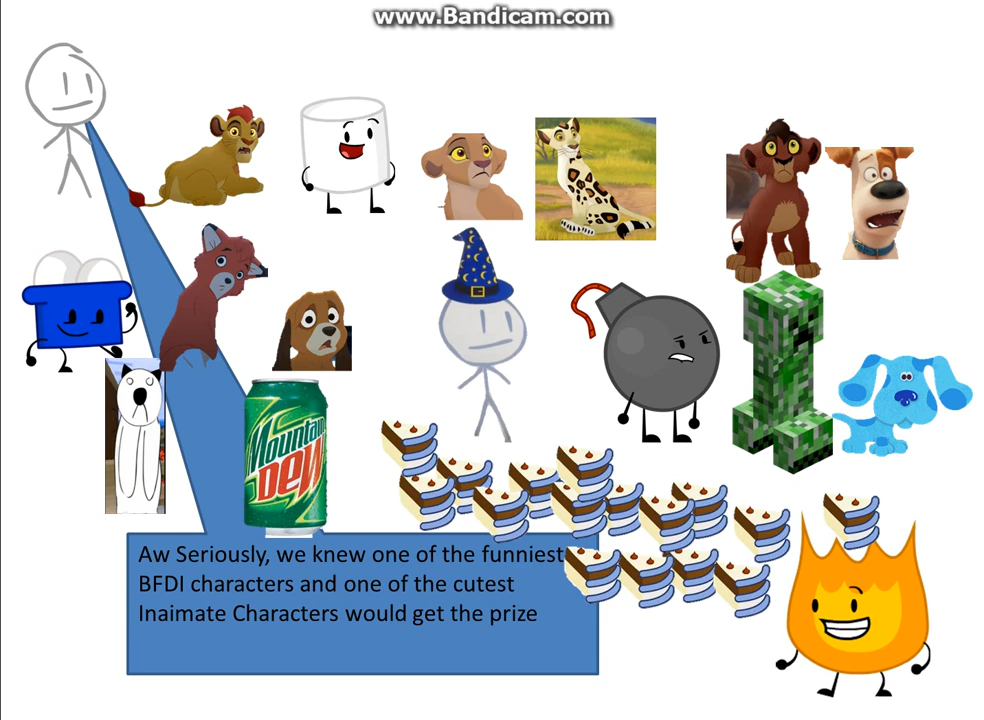 www.Bandicam.com
Mountain
DEW
Aw Seriously, we knew one of the funniest
BFDI characters and one of the cutest
Inaimate Characters would get the prize